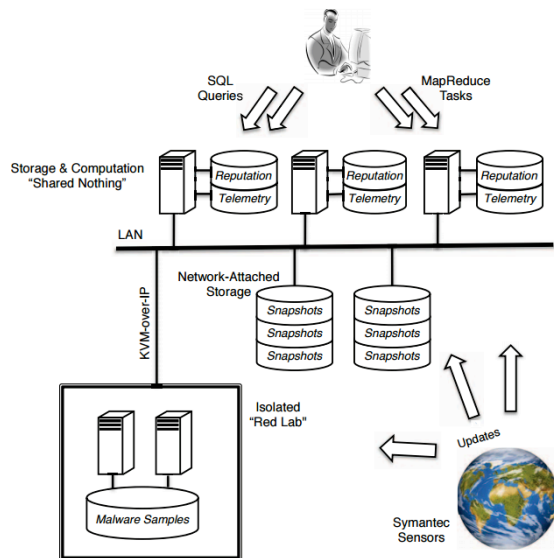 SQL
Queries
MapReduce
Tasks
Storage & Computation
“Shared Nothing”
Reputation
Telemetry
Reputation
Telemetry
Reputation
Telemetry
LAN
KVM-over-IP
Network-Attached
Storage
Snapshots
Snapshots
Snapshots
Snapshots
Snapshots
Snapshots
Isolated
“Red Lab"
Malware Samples
Updates
Symantec
Sensors